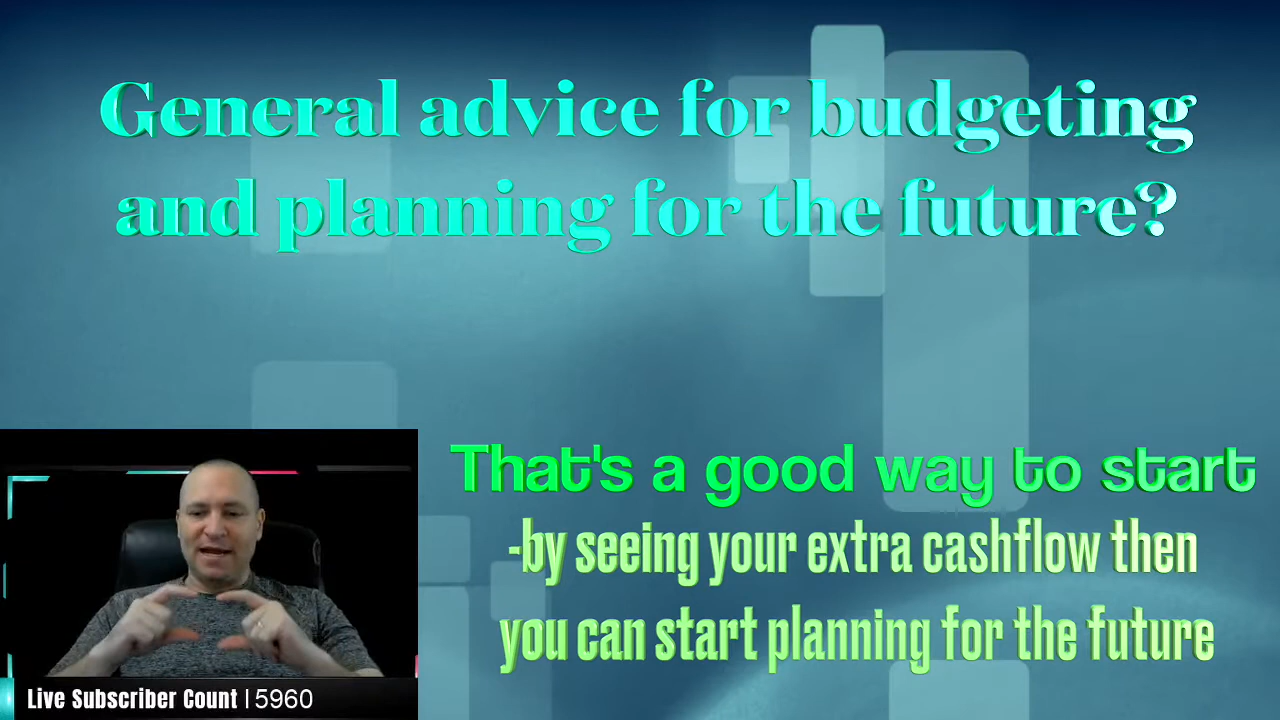 General advice for budgeting
and planning for the future?
That's a good way to start
-by seeing your extra cashflow then
you can start planning for the future
Live Subscriber Count | 5960